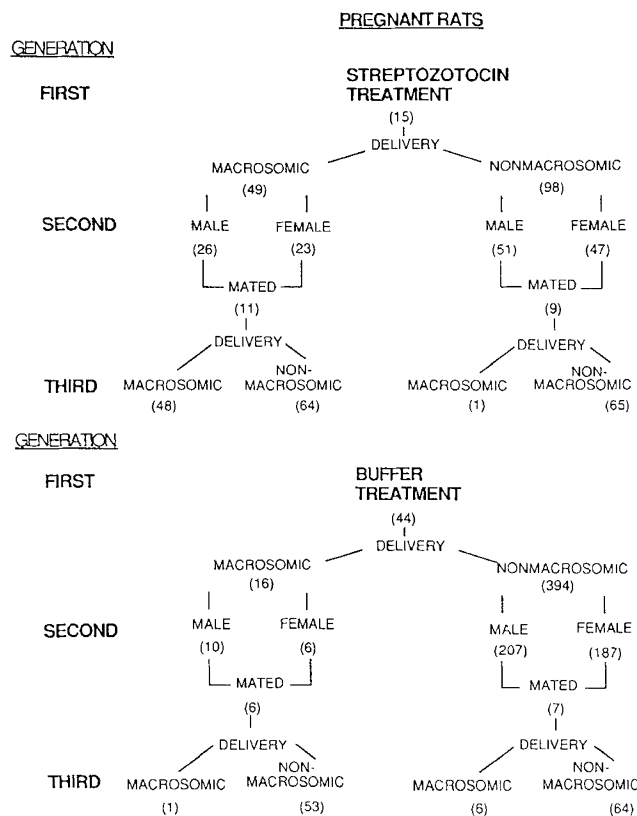 PREGNANT RATS
GENERATION
FIRST
STREPTOZOTOCIN
TREATMENT
(15)
DELIVERY
MACROSOMIC NONMACROSOMIC
(49) (98)
SECOND MALE FEMALE MALE FEMALE
(26) (23) (51) (47)
MATED MATED
(11) (9)
DELIVERY DELIVERY
THIRD MACROSOMIC NON-MACROSOMIC MACROSOMIC NON-MACROSOMIC
(48) (64) (1) (65)
GENERATION
FIRST
BUFFER
TREATMENT
(44)
DELIVERY
MACROSOMIC NONMACROSOMIC
(16) (394)
SECOND MALE FEMALE MALE FEMALE
(10) (6) (207) (187)
MATED MATED
(6) (7)
DELIVERY DELIVERY
THIRD MACROSOMIC NON-MACROSOMIC MACROSOMIC NON-MACROSOMIC
(1) (53) (6) (64)